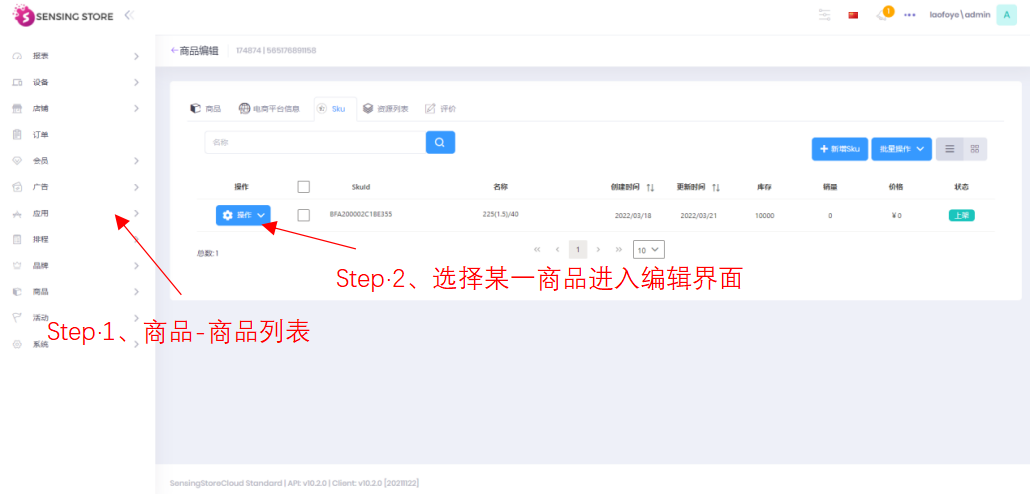 SENSING STORE
1
laofoye\admin
A
报表
设备
店铺
订单
会员
广告
应用
排程
品牌
商品
活动
系统
商品编辑 174874 | 565176891158
商品 电商平台信息 Sku 资源列表 评价
名称
新增Sku 批量操作
操作 SkuId 名称 创建时间 更新时间 库存 销量 价格 状态
操作 BFA200002C1BE355 225(1.5)/40 2022/03/18 2022/03/21 10000 0 ¥ 0 上架
总数: 1
« ‹ 1 › » 10
Step·2、选择某一商品进入编辑界面
Step·1、商品-商品列表
SensingStoreCloud Standard | API: v10.2.0 | Client: v10.2.0 [20211122]